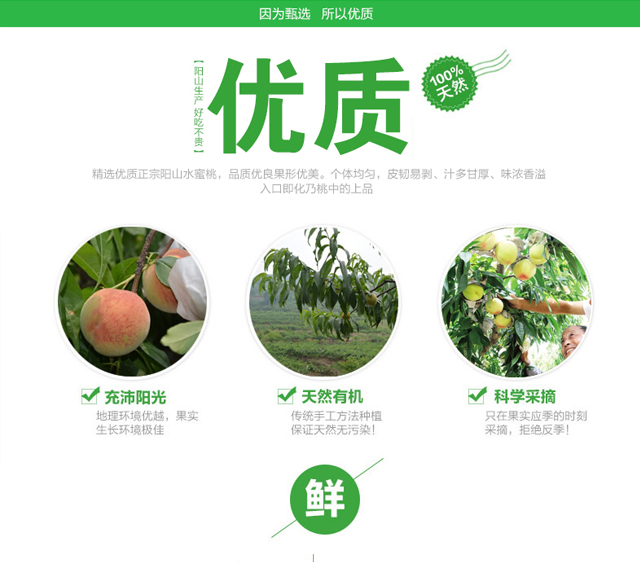 因为甄选 所以优质
【阳山生产 好吃不贵】
优质
100%
天然
精选优质正宗阳山水蜜桃，品质优良果形优美。个体均匀，皮韧易剥、汁多甘厚、味浓香溢
入口即化乃桃中的上品
充沛阳光
地理环境优越，果实
生长环境极佳
天然有机
传统手工方法种植
保证天然无污染！
科学采摘
只在果实应季的时刻
采摘，拒绝反季！
鲜